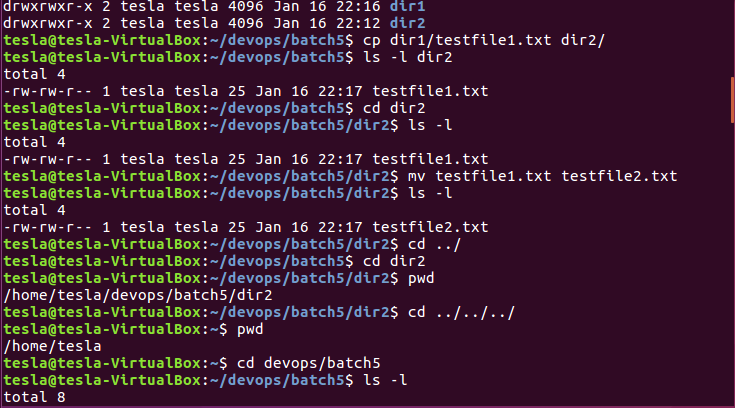 drwxrwxr-x 2 tesla tesla 4096 Jan 16 22:16 dir1
drwxrwxr-x 2 tesla tesla 4096 Jan 16 22:12 dir2
tesla@tesla-VirtualBox:~/devops/batch5$ cp dir1/testfile1.txt dir2/
tesla@tesla-VirtualBox:~/devops/batch5$ ls -l dir2
total 4
-rw-rw-r-- 1 tesla tesla 25 Jan 16 22:17 testfile1.txt
tesla@tesla-VirtualBox:~/devops/batch5$ cd dir2
tesla@tesla-VirtualBox:~/devops/batch5/dir2$ ls -l
total 4
-rw-rw-r-- 1 tesla tesla 25 Jan 16 22:17 testfile1.txt
tesla@tesla-VirtualBox:~/devops/batch5/dir2$ mv testfile1.txt testfile2.txt
tesla@tesla-VirtualBox:~/devops/batch5/dir2$ ls -l
total 4
-rw-rw-r-- 1 tesla tesla 25 Jan 16 22:17 testfile2.txt
tesla@tesla-VirtualBox:~/devops/batch5/dir2$ cd ../
tesla@tesla-VirtualBox:~/devops/batch5$ cd dir2
tesla@tesla-VirtualBox:~/devops/batch5/dir2$ pwd
/home/tesla/devops/batch5/dir2
tesla@tesla-VirtualBox:~/devops/batch5/dir2$ cd ../../../
tesla@tesla-VirtualBox:~$ pwd
/home/tesla
tesla@tesla-VirtualBox:~$ cd devops/batch5
tesla@tesla-VirtualBox:~/devops/batch5$ ls -l
total 8